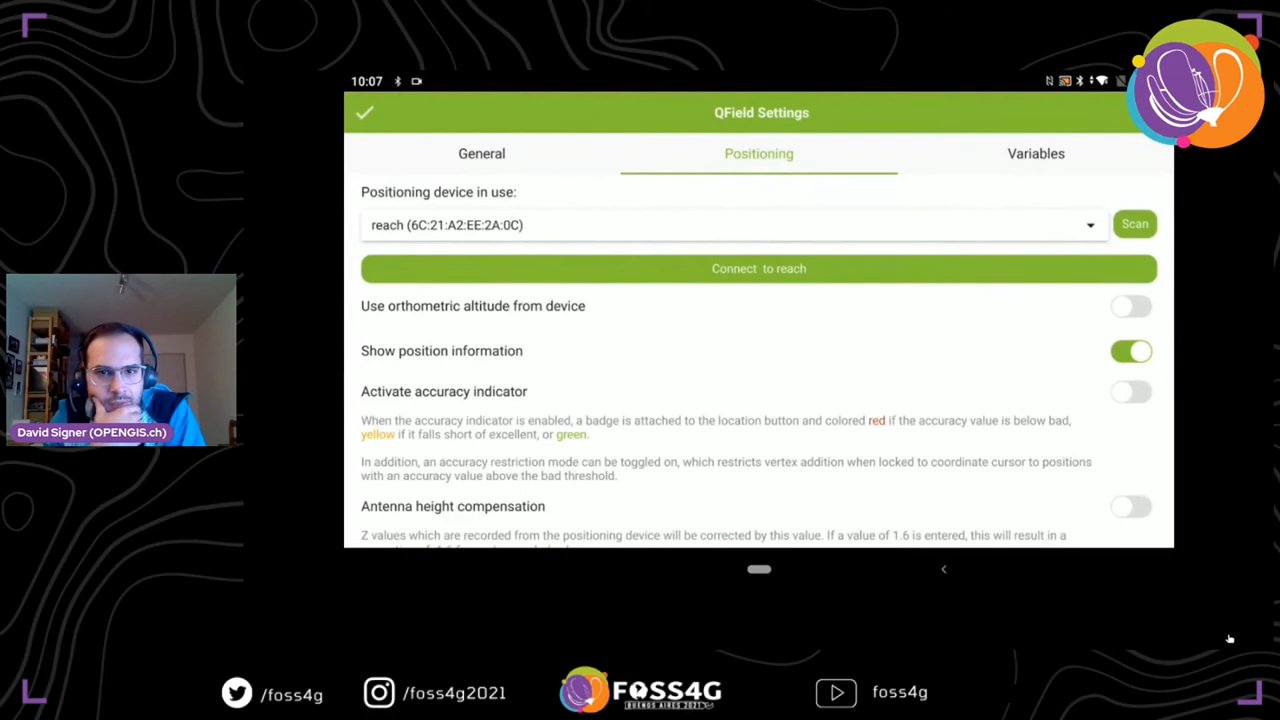 10:07
QField Settings
General
Positioning
Variables
Positioning device in use:
reach (6C:21:A2:EE:2A:0C)
Scan
Connect to reach
Use orthometric altitude from device
Show position information
Activate accuracy indicator
When the accuracy indicator is enabled, a badge is attached to the location button and colored red if the accuracy value is below bad,
yellow if it falls short of excellent, or green.
In addition, an accuracy restriction mode can be toggled on, which restricts vertex addition when locked to coordinate cursor to positions
with an accuracy value above the bad threshold.
Antenna height compensation
Z values which are recorded from the positioning device will be corrected by this value. If a value of 1.6 is entered, this will result in a
David Signer (OPENGIS.ch)
/foss4g
/foss4g2021
FOSS4G
BUENOS AIRES 2021
foss4g